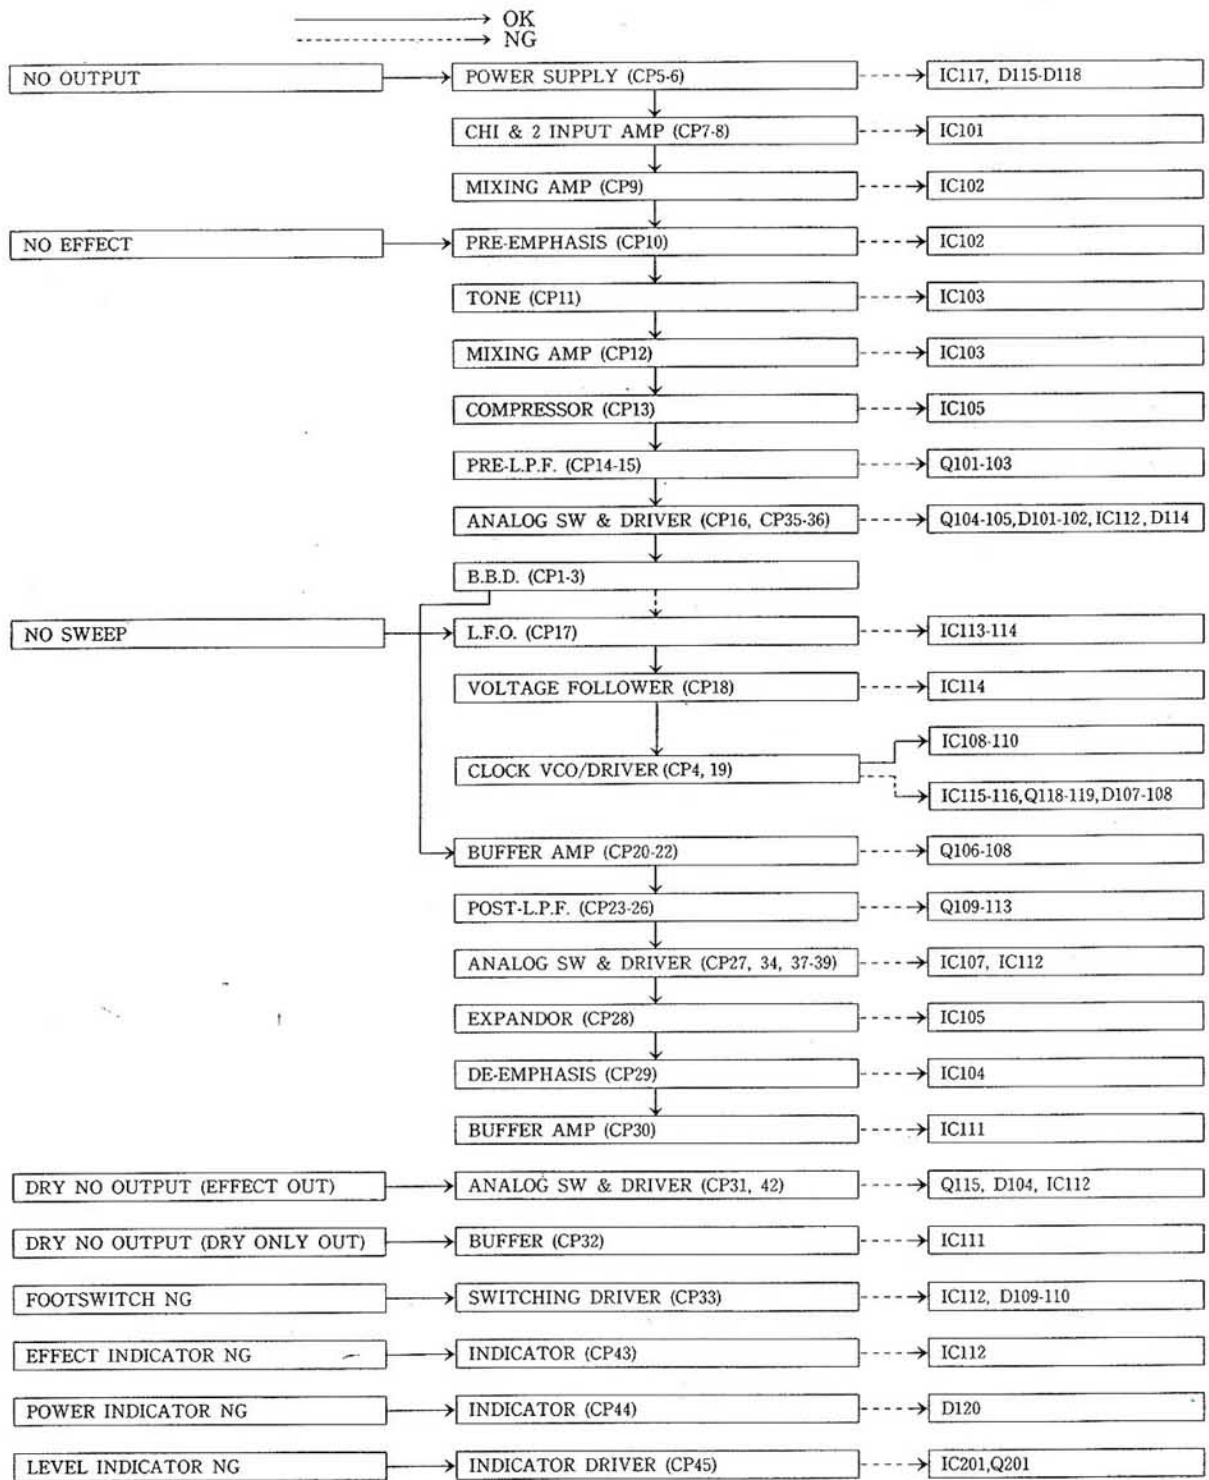 OK
NG
NO OUTPUT
POWER SUPPLY (CP5-6)
IC117, D115-D118
CHI & 2 INPUT AMP (CP7-8)
IC101
MIXING AMP (CP9)
IC102
NO EFFECT
PRE-EMPHASIS (CP10)
IC102
TONE (CP11)
IC103
MIXING AMP (CP12)
IC103
COMPRESSOR (CP13)
IC105
PRE-L.P.F. (CP14-15)
Q101-103
ANALOG SW & DRIVER (CP16, CP35-36)
Q104-105,D101-102,IC112,D114
B.B.D. (CP1-3)
NO SWEEP
L.F.O. (CP17)
IC113-114
VOLTAGE FOLLOWER (CP18)
IC114
IC108-110
CLOCK VCO/DRIVER (CP4, 19)
IC115-116,Q118-119,D107-108
BUFFER AMP (CP20-22)
Q106-108
POST-L.P.F. (CP23-26)
Q109-113
ANALOG SW & DRIVER (CP27, 34, 37-39)
IC107, IC112
EXPANDOR (CP28)
IC105
DE-EMPHASIS (CP29)
IC104
BUFFER AMP (CP30)
IC111
DRY NO OUTPUT (EFFECT OUT)
ANALOG SW & DRIVER (CP31, 42)
Q115, D104, IC112
DRY NO OUTPUT (DRY ONLY OUT)
BUFFER (CP32)
IC111
FOOTSWITCH NG
SWITCHING DRIVER (CP33)
IC112, D109-110
EFFECT INDICATOR NG
INDICATOR (CP43)
IC112
POWER INDICATOR NG
INDICATOR (CP44)
D120
LEVEL INDICATOR NG
INDICATOR DRIVER (CP45)
IC201,Q201